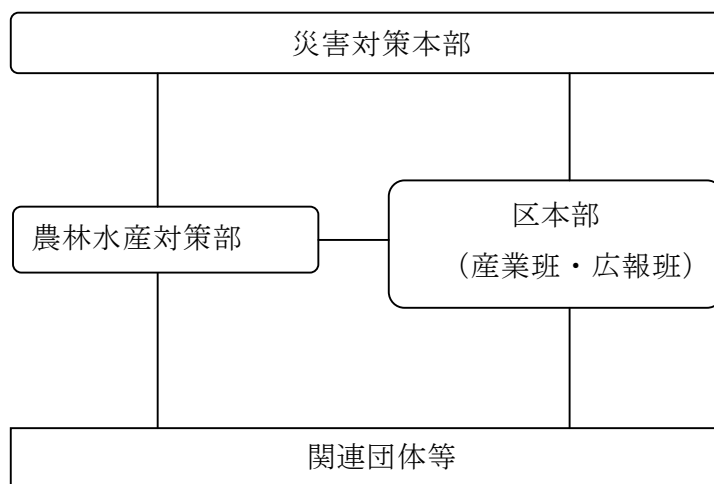 災害対策本部
農林水産対策部
区本部
（産業班・広報班）
関連団体等